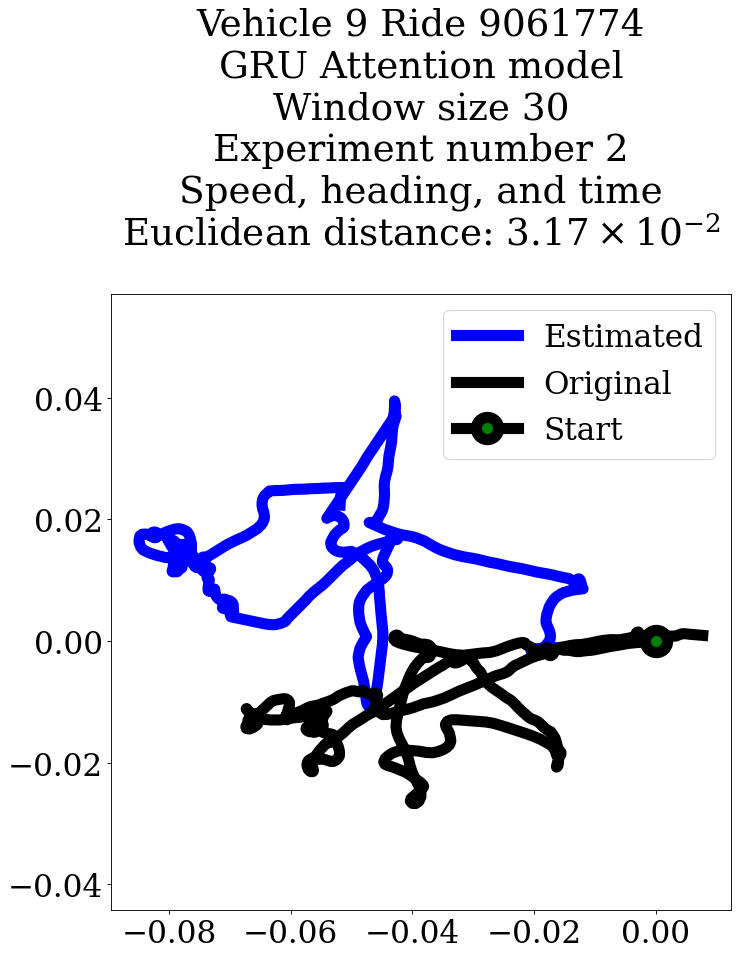 Vehicle 9 Ride 9061774
GRU Attention model
Window size 30
Experiment number 2
Speed, heading, and time
Euclidean distance: 3.17 × 10⁻²
Estimated
Original
Start
0.04
0.02
0.00
−0.02
−0.04
−0.08 −0.06 −0.04 −0.02 0.00